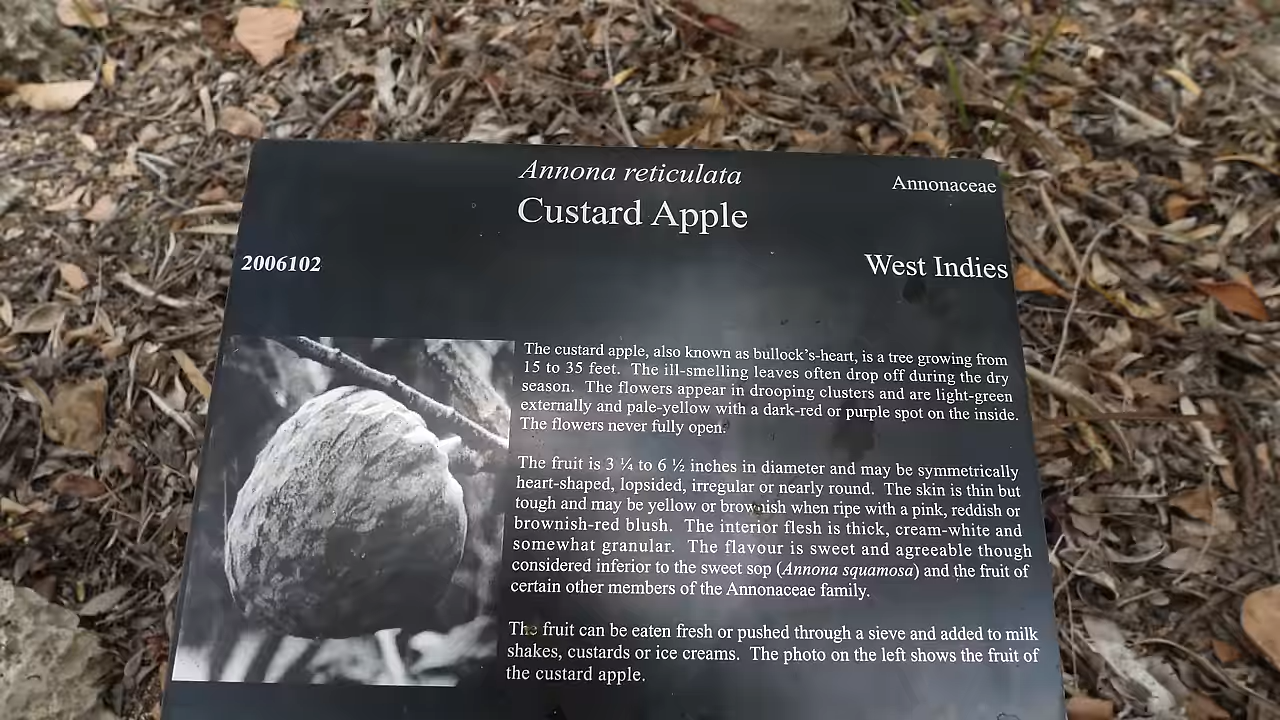 Annona reticulata
Annonaceae
Custard Apple
2006102
West Indies
The custard apple, also known as bullock's-heart, is a tree growing from
15 to 35 feet. The ill-smelling leaves often drop off during the dry
season. The flowers appear in drooping clusters and are light-green
externally and pale-yellow with a dark-red or purple spot on the inside.
The flowers never fully open.
The fruit is 3 ¼ to 6 ½ inches in diameter and may be symmetrically
heart-shaped, lopsided, irregular or nearly round. The skin is thin but
tough and may be yellow or brownish when ripe with a pink, reddish or
brownish-red blush. The interior flesh is thick, cream-white and
somewhat granular. The flavour is sweet and agreeable though
considered inferior to the sweet sop (Annona squamosa) and the fruit of
certain other members of the Annonaceae family.
The fruit can be eaten fresh or pushed through a sieve and added to milk
shakes, custards or ice creams. The photo on the left shows the fruit of
the custard apple.